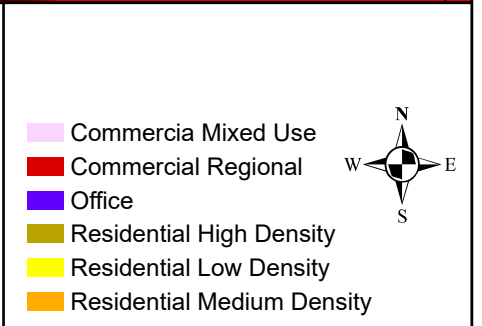 N
Commercia Mixed Use
Commercial Regional
W E
Office
S
Residential High Density
Residential Low Density
Residential Medium Density